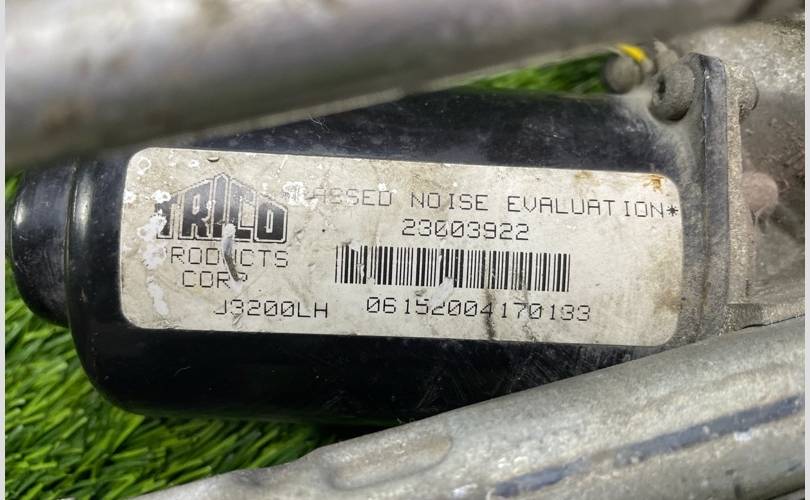 TRICO
PRODUCTS
CORP
PASSED NOISE EVALUATION*
23003922
J3200LH 06152004170133